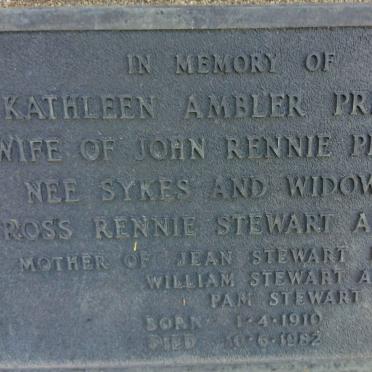 IN MEMORY OF
KATHLEEN AMBLER
WIFE OF JOHN RENNIE
NEE SYKES AND
ROSS RENNIE STEWART
MOTHER OF JEAN STEWART
WILLIAM STEWART
PAM STEWART
BORN 1-4-1910
DIED